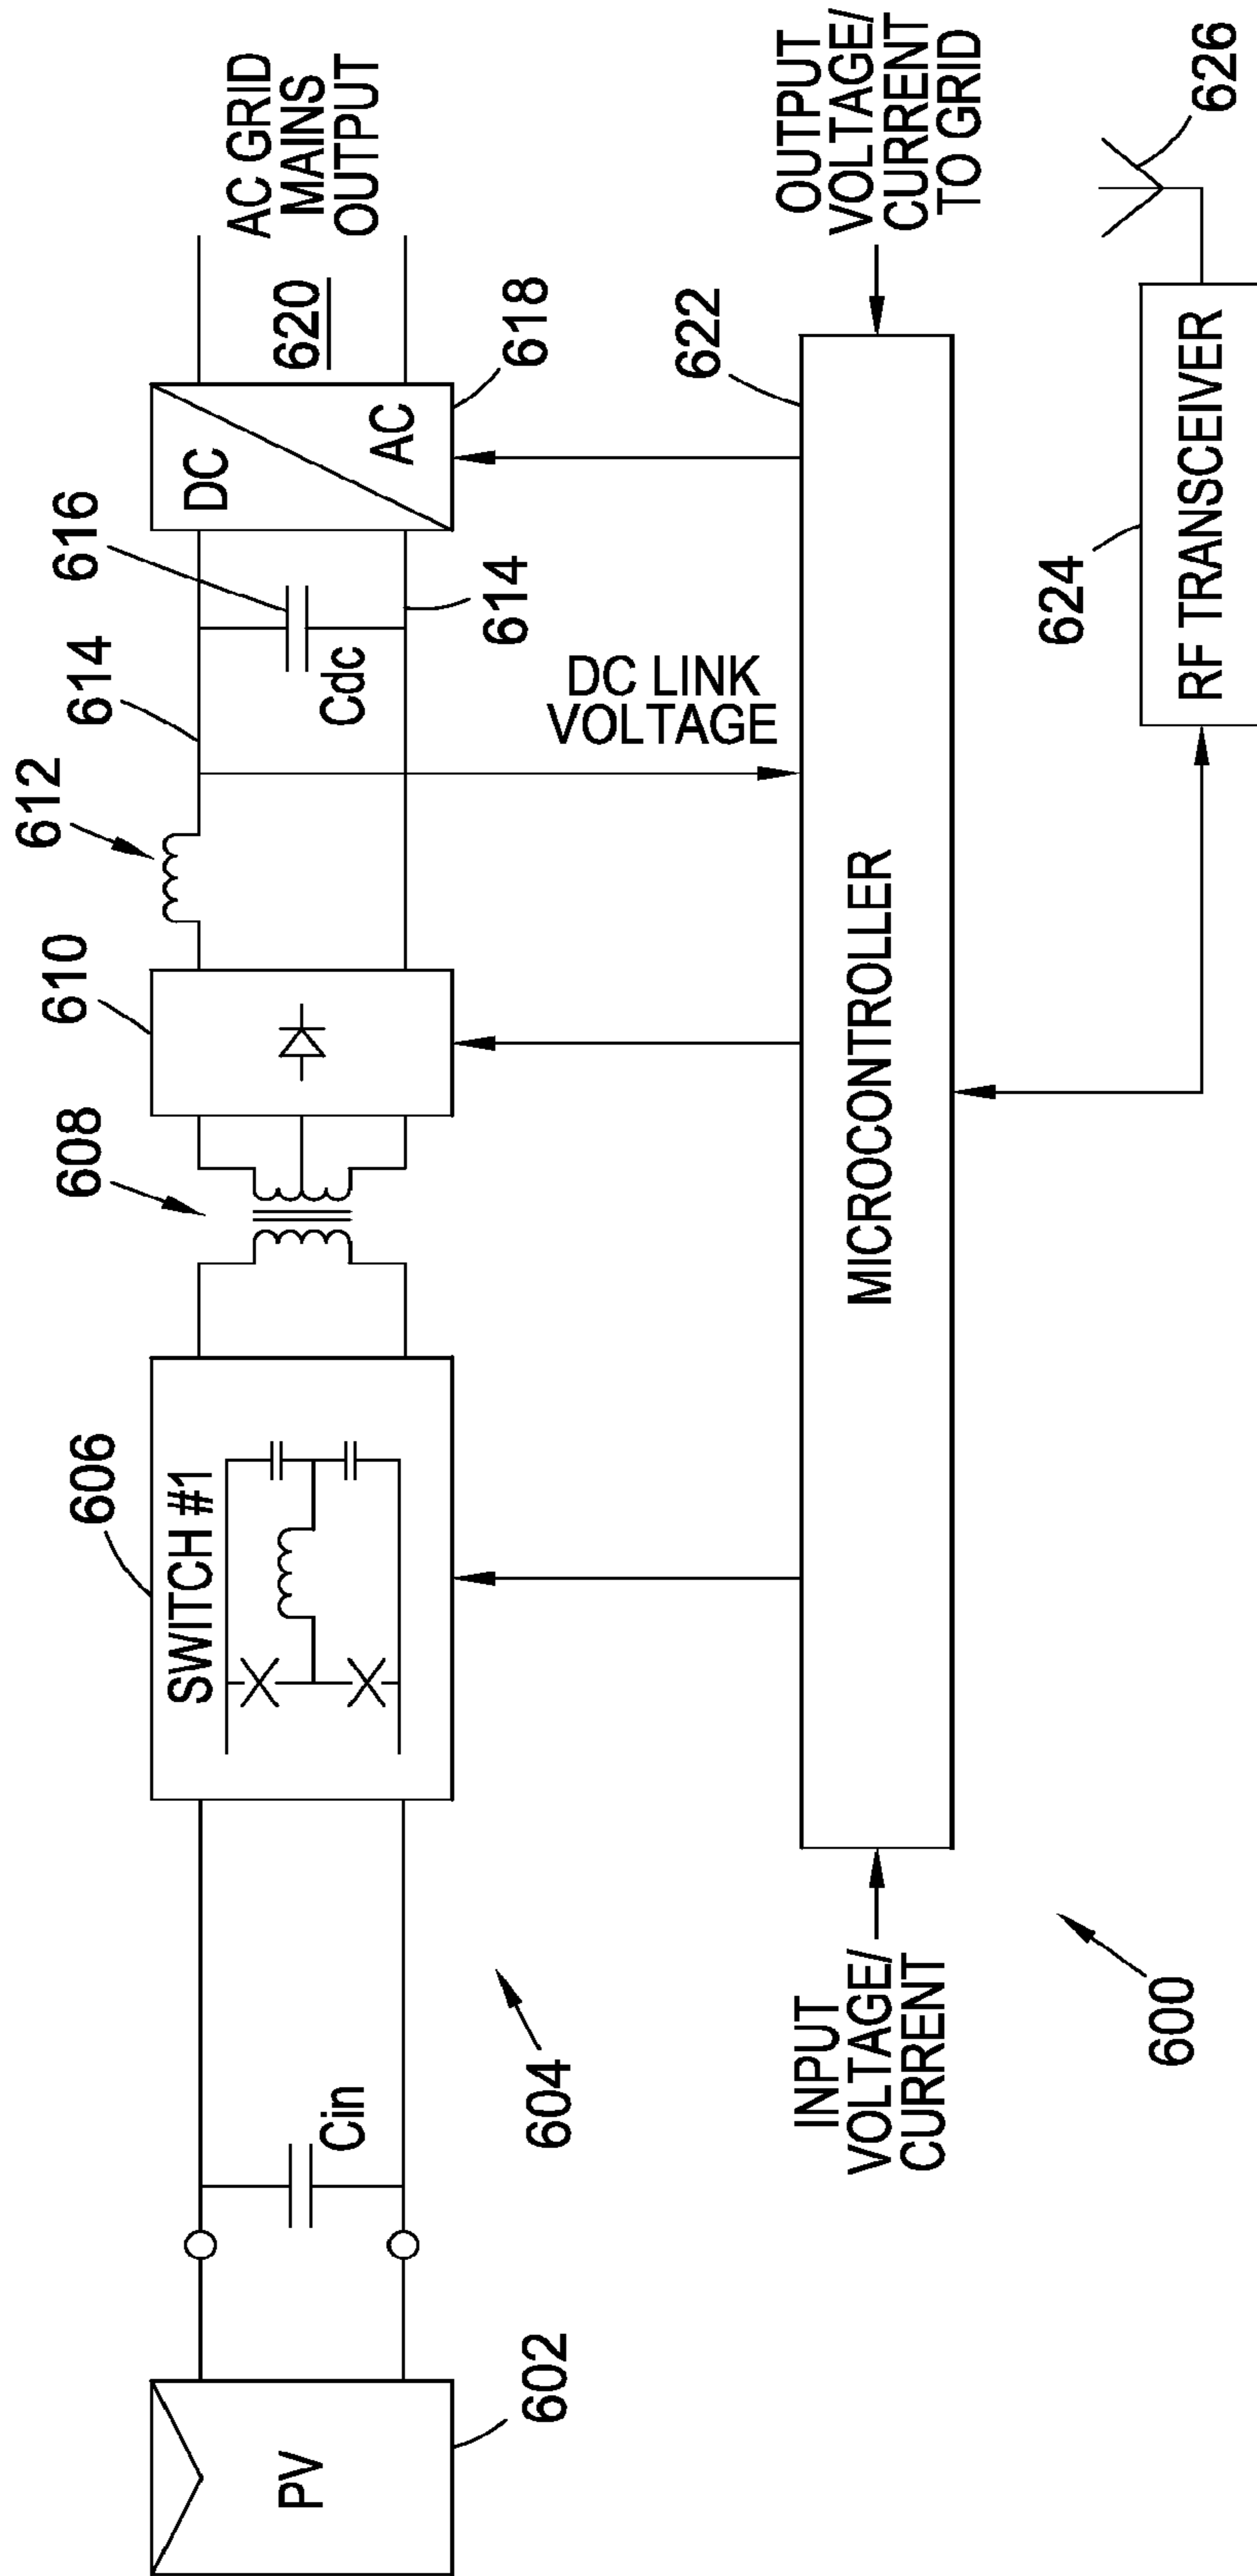 AC GRID
MAINS
OUTPUT
620
618
DC
AC
616
614
614
Cdc
612
610
608
606
SWITCH #1
Cin
604
PV
602
DC LINK
VOLTAGE
OUTPUT
VOLTAGE/
CURRENT
TO GRID
622
MICROCONTROLLER
INPUT
VOLTAGE/
CURRENT
626
624
RF TRANSCEIVER
600